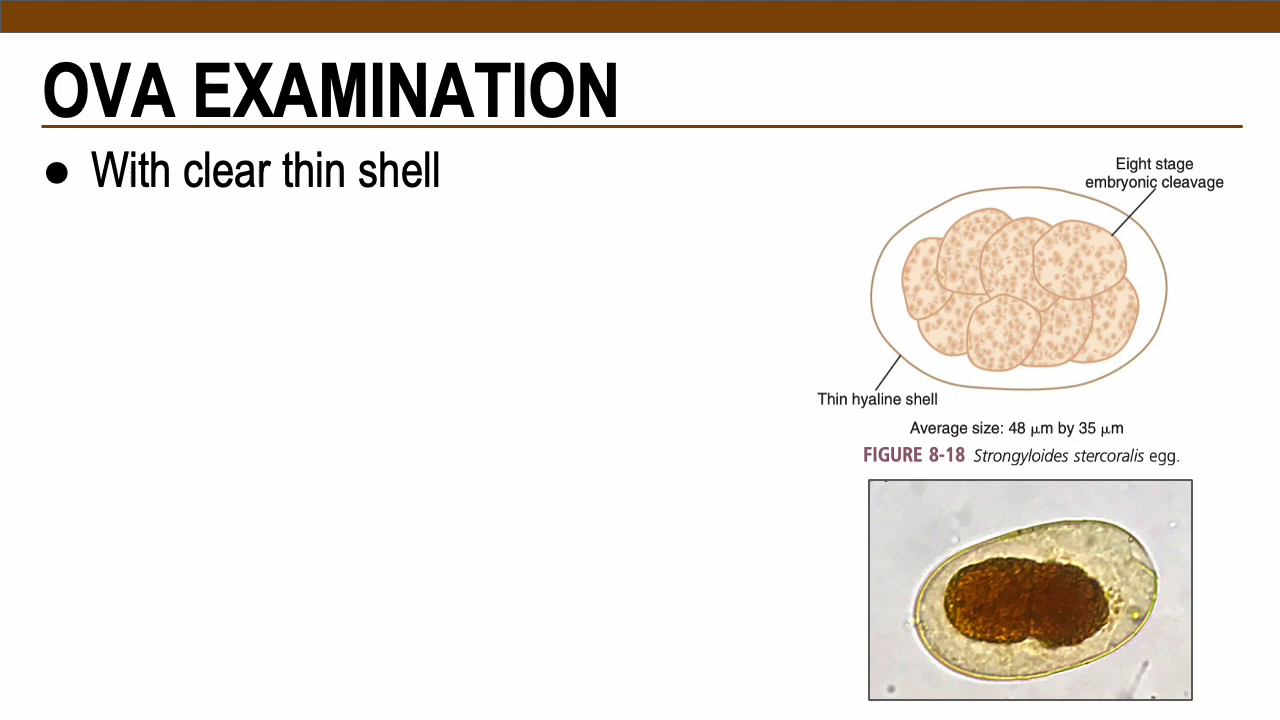 OVA EXAMINATION
● With clear thin shell
Eight stage
embryonic cleavage
Thin hyaline shell
Average size: 48 μm by 35 μm
FIGURE 8-18 Strongyloides stercoralis egg.